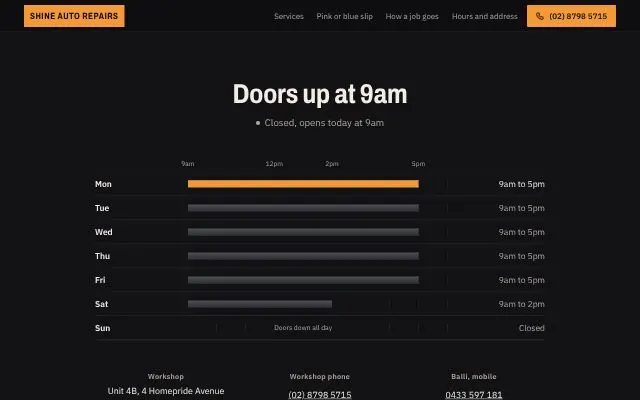 SHINE AUTO REPAIRS
Services Pink or blue slip How a job goes Hours and address (02) 8798 5715
Doors up at 9am
Closed, opens today at 9am
9am 12pm 2pm 5pm
Mon 9am to 5pm
Tue 9am to 5pm
Wed 9am to 5pm
Thu 9am to 5pm
Fri 9am to 5pm
Sat 9am to 2pm
Sun Doors down all day Closed
Workshop Workshop phone Balli, mobile
Unit 4B, 4 Homepride Avenue (02) 8798 5715 0433 597 181